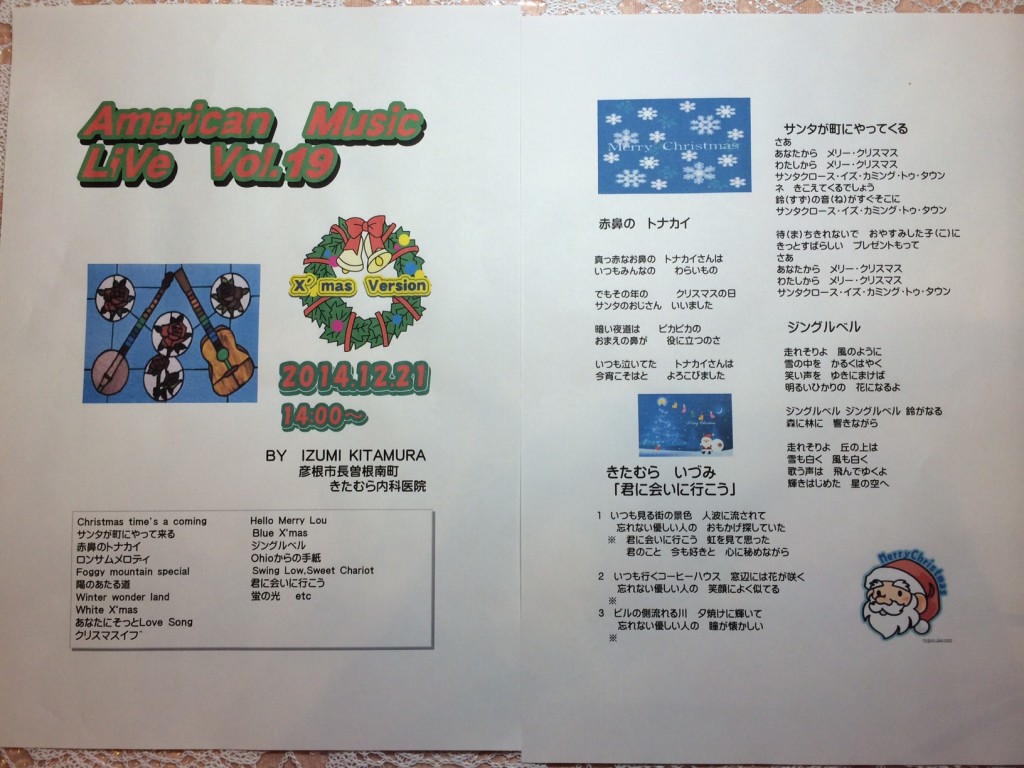 American Music
LiVe Vol.19
X'mas Version
2014.12.21
14:00～
BY IZUMI KITAMURA
彦根市長曽根南町
きたむら内科医院
Christmas time's a coming
サンタが町にやって来る
赤鼻のトナカイ
ロンサムメロディ
Foggy mountain special
陽のあたる道
Winter wonder land
White X'mas
あなたにそっとLove Song
クリスマスイブ
Hello Merry Lou
Blue X'mas
ジングルベル
Ohioからの手紙
Swing Low,Sweet Chariot
君に会いに行こう
蛍の光 etc
Merry Christmas
赤鼻の トナカイ
真っ赤なお鼻の トナカイさんは
いつもみんなの わらいもの
でもその年の クリスマスの日
サンタのおじさん いいました
暗い夜道は ピカピカの
おまえの鼻が 役に立つのさ
いつも泣いてた トナカイさんは
今宵こそはと よろこびました
きたむら いづみ
「君に会いに行こう」
1 いつも見る街の景色 人波に流されて
忘れない優しい人の おもかげ探していた
※ 君に会いに行こう 虹を見て思った
君のこと 今も好きと 心に秘めながら
2 いつも行くコーヒーハウス 窓辺には花が咲く
忘れない優しい人の 笑顔によく似てる
※
3 ビルの側流れる川 夕焼けに輝いて
忘れない優しい人の 瞳が懐かしい
※
サンタが町にやってくる
さあ
あなたから メリー・クリスマス
わたしから メリー・クリスマス
サンタクロース・イズ・カミング・トゥ・タウン
ネ きこえてくるでしょう
鈴(すず)の音(ね)がすぐそこに
サンタクロース・イズ・カミング・トゥ・タウン
待(ま)ちきれないで おやすみした子(こ)に
きっとすばらしい プレゼントもって
さあ
あなたから メリー・クリスマス
わたしから メリー・クリスマス
サンタクロース・イズ・カミング・トゥ・タウン
ジングルベル
走れそりよ 風のように
雪の中を かるくはやく
笑い声を ゆきにまけば
明るいひかりの 花になるよ
ジングルベル ジングルベル 鈴がなる
森に林に 響きながら
走れそりよ 丘の上は
雪も白く 風も白く
歌う声は 飛んでゆくよ
輝きはじめた 星の空へ
Merry Christmas